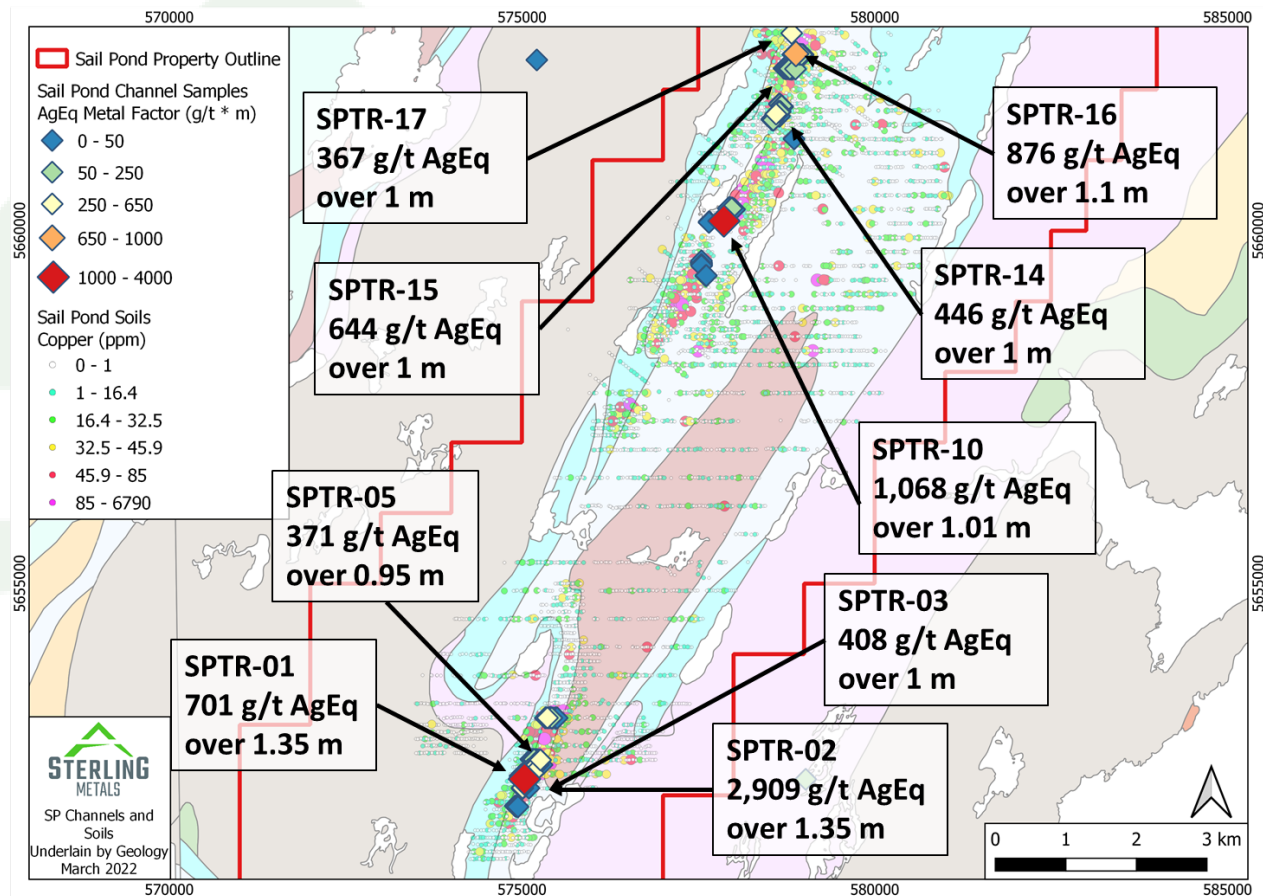 570000
575000
580000
585000
Sail Pond Property Outline
Sail Pond Channel Samples
AgEq Metal Factor (g/t * m)
0 - 50
50 - 250
250 - 650
650 - 1000
1000 - 4000
Sail Pond Soils
Copper (ppm)
0 - 1
1 - 16.4
16.4 - 32.5
32.5 - 45.9
45.9 - 85
85 - 6790
SPTR-17
367 g/t AgEq
over 1 m
SPTR-16
876 g/t AgEq
over 1.1 m
5660000
5660000
SPTR-15
644 g/t AgEq
over 1 m
SPTR-14
446 g/t AgEq
over 1 m
SPTR-10
1,068 g/t AgEq
over 1.01 m
SPTR-05
371 g/t AgEq
over 0.95 m
5655000
5655000
SPTR-03
408 g/t AgEq
over 1 m
SPTR-01
701 g/t AgEq
over 1.35 m
SPTR-02
2,909 g/t AgEq
over 1.35 m
STERLING
METALS
SP Channels and
Soils
Underlain by Geology
March 2022
0 1 2 3 km
570000
575000
580000
585000